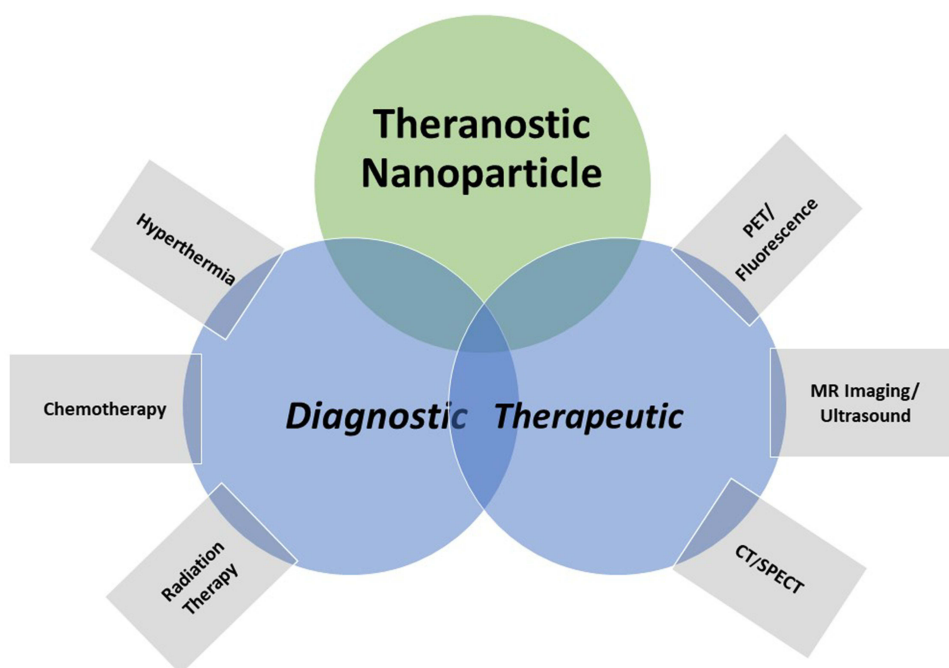 Theranostic
Nanoparticle
Hyperthermia
PET/
Fluorescence
Chemotherapy
Diagnostic
Therapeutic
MR Imaging/
Ultrasound
Radiation
Therapy
CT/SPECT